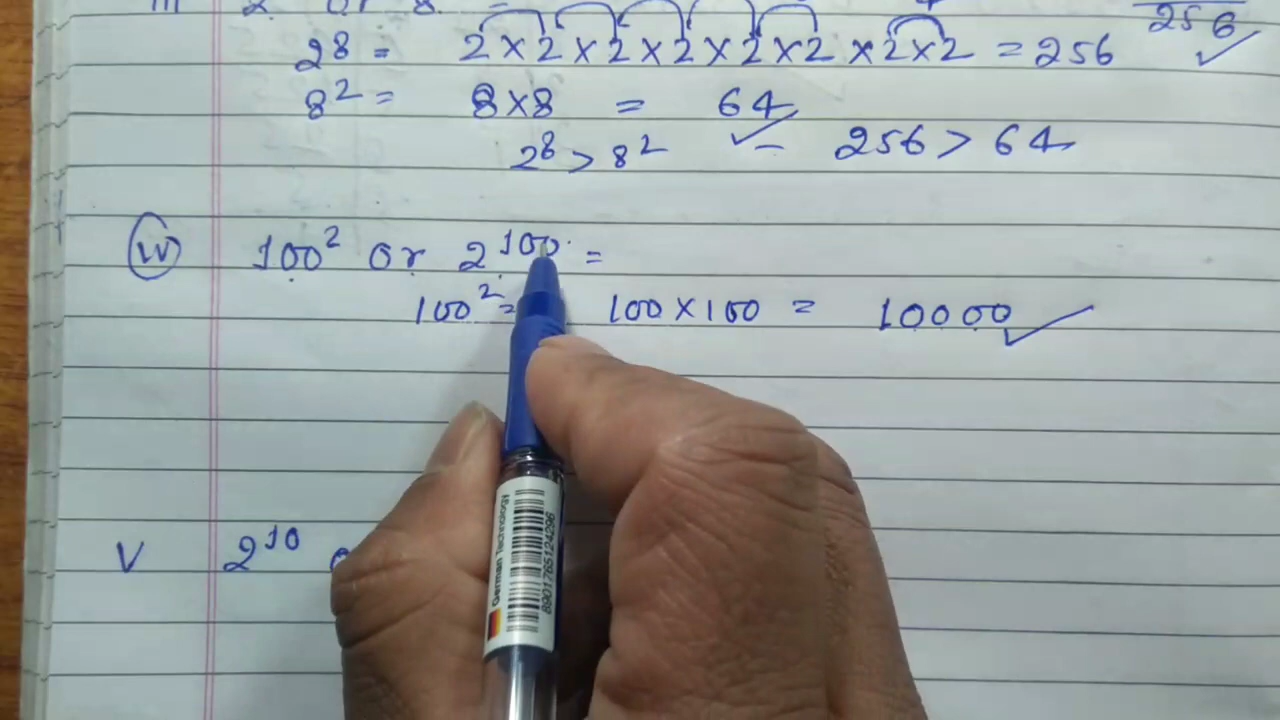 256
2⁸ = 2×2×2×2×2×2×2×2 = 256
8² = 8×8 = 64
2⁸ > 8² 256 > 64
(iv) 100² or 2¹⁰⁰ =
100² = 100×100 = 10000
V 2¹⁰
German Technology
8901765124296